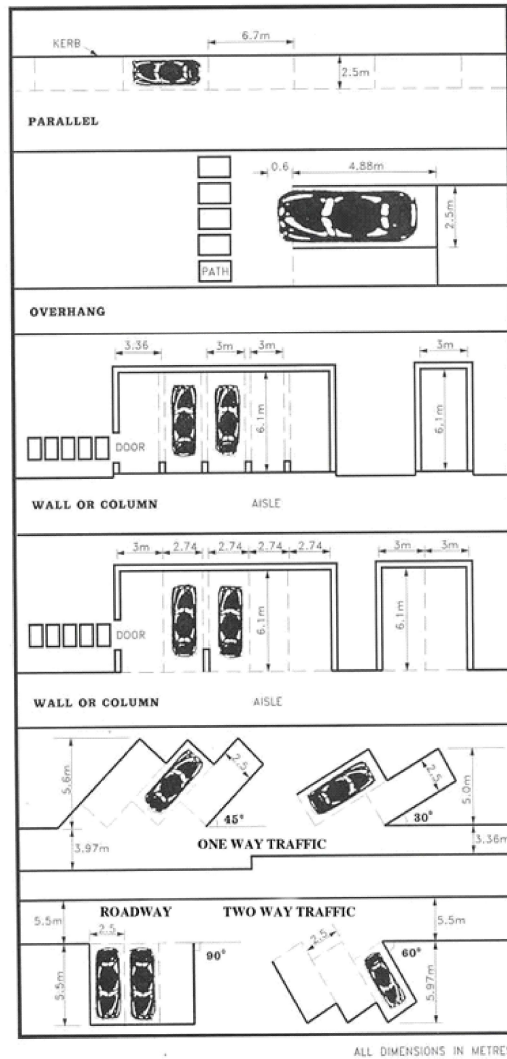 6.7m
KERB
2.5m
PARALLEL
0.6 4.88m
2.5m
PATH
OVERHANG
3.36 3m 3m 3m
6.1m 6.1m
DOOR
WALL OR COLUMN AISLE
3m 2.74 2.74 2.74 2.74 3m 3m
6.1m 6.1m
DOOR
WALL OR COLUMN AISLE
5.6m 2.5 2.5 5.0m
45° 30°
3.97m ONE WAY TRAFFIC 3.36m
5.5m ROADWAY TWO WAY TRAFFIC 5.5m
2.5 2.5
90° 60°
5.5m 5.97m
ALL DIMENSIONS IN METRE